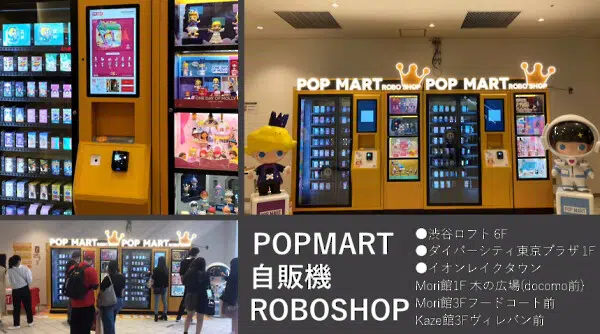 POP MART
ROBO SHOP
POP MART
ROBO SHOP
POP MART
POP MART
POPMART
自販機
ROBOSHOP
●渋谷ロフト 6F
●ダイバーシティ東京プラザ 1F
●イオンレイクタウン
Mori館1F 木の広場(docomo前}
Mori館3Fフードコート前
Kaze館3Fヴィレバン前